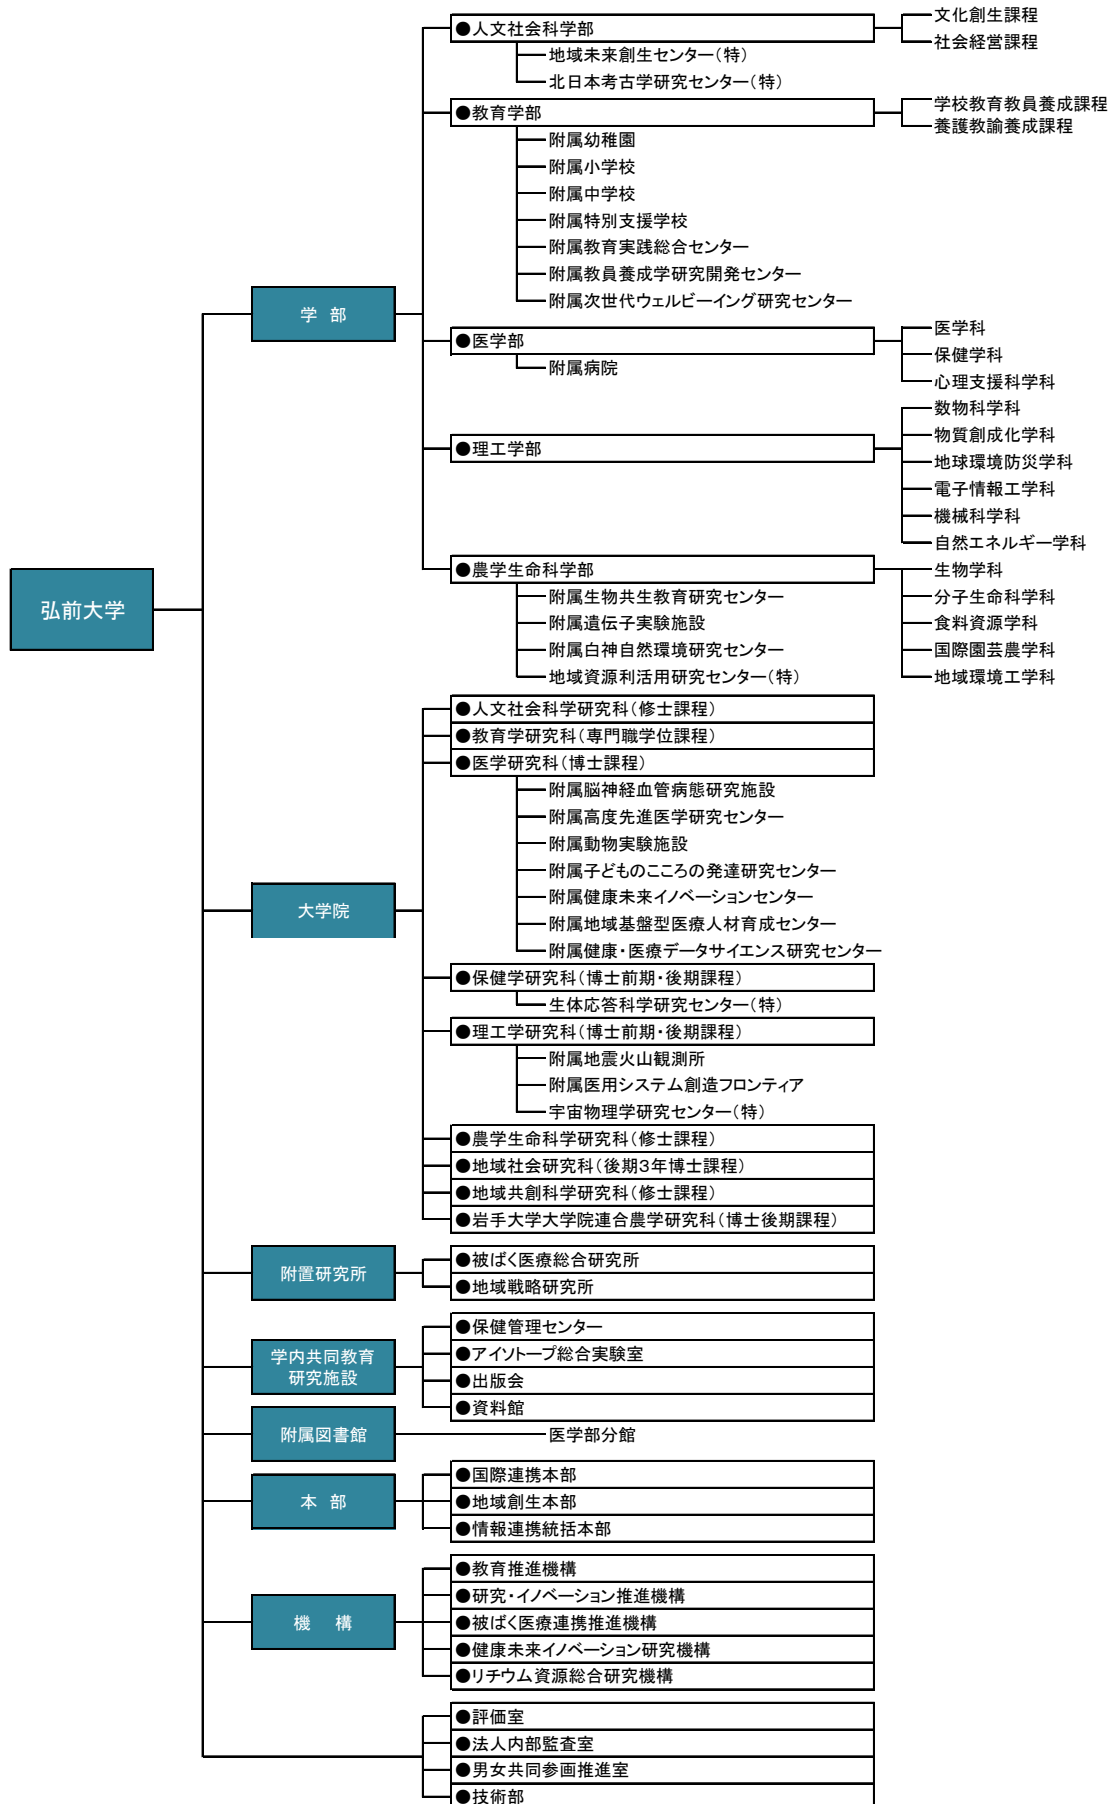 弘前大学
学 部
●人文社会科学部
文化創生課程
社会経営課程
地域未来創生センター(特)
北日本考古学研究センター(特)
●教育学部
学校教育教員養成課程
養護教諭養成課程
附属幼稚園
附属小学校
附属中学校
附属特別支援学校
附属教育実践総合センター
附属教員養成学研究開発センター
附属次世代ウェルビーイング研究センター
●医学部
医学科
保健学科
心理支援科学科
附属病院
●理工学部
数物科学科
物質創成化学科
地球環境防災学科
電子情報工学科
機械科学科
自然エネルギー学科
●農学生命科学部
生物学科
分子生命科学科
食料資源学科
国際園芸農学科
地域環境工学科
附属生物共生教育研究センター
附属遺伝子実験施設
附属白神自然環境研究センター
地域資源利活用研究センター(特)
大学院
●人文社会科学研究科(修士課程)
●教育学研究科(専門職学位課程)
●医学研究科(博士課程)
附属脳神経血管病態研究施設
附属高度先進医学研究センター
附属動物実験施設
附属子どものこころの発達研究センター
附属健康未来イノベーションセンター
附属地域基盤型医療人材育成センター
附属健康・医療データサイエンス研究センター
●保健学研究科(博士前期・後期課程)
生体応答科学研究センター(特)
●理工学研究科(博士前期・後期課程)
附属地震火山観測所
附属医用システム創造フロンティア
宇宙物理学研究センター(特)
●農学生命科学研究科(修士課程)
●地域社会研究科(後期3年博士課程)
●地域共創科学研究科(修士課程)
●岩手大学大学院連合農学研究科(博士後期課程)
附置研究所
●被ばく医療総合研究所
●地域戦略研究所
学内共同教育
研究施設
●保健管理センター
●アイソトープ総合実験室
●出版会
●資料館
附属図書館
医学部分館
本 部
●国際連携本部
●地域創生本部
●情報連携統括本部
機 構
●教育推進機構
●研究・イノベーション推進機構
●被ばく医療連携推進機構
●健康未来イノベーション研究機構
●リチウム資源総合研究機構
●評価室
●法人内部監査室
●男女共同参画推進室
●技術部